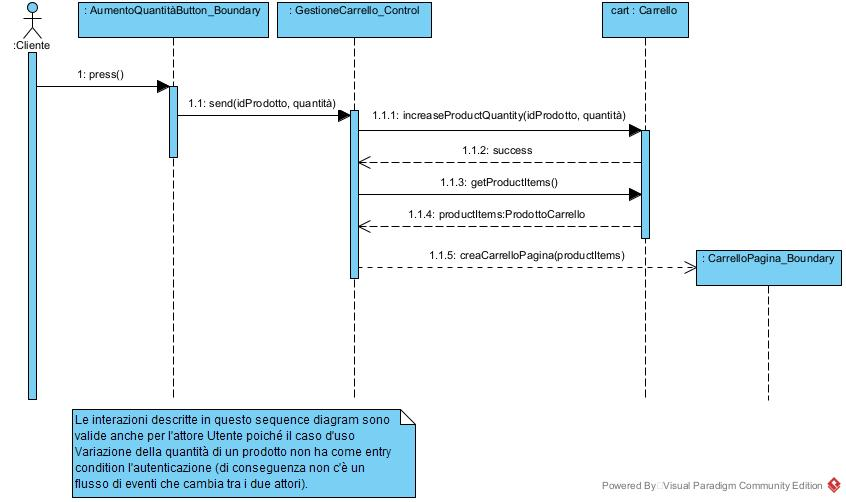 : AumentoQuantitàButton_Boundary
: GestioneCarrello_Control
cart : Carrello
:Cliente
1: press()
1.1: send(idProdotto, quantità)
1.1.1: increaseProductQuantity(idProdotto, quantità)
1.1.2: success
1.1.3: getProductItems()
1.1.4: productItems:ProdottoCarrello
1.1.5: creaCarrelloPagina(productItems)
: CarrelloPagina_Boundary
Le interazioni descritte in questo sequence diagram sono
valide anche per l'attore Utente poiché il caso d'uso
Variazione della quantità di un prodotto non ha come entry
condition l'autenticazione (di conseguenza non c'è un
flusso di eventi che cambia tra i due attori).
Powered By Visual Paradigm Community Edition